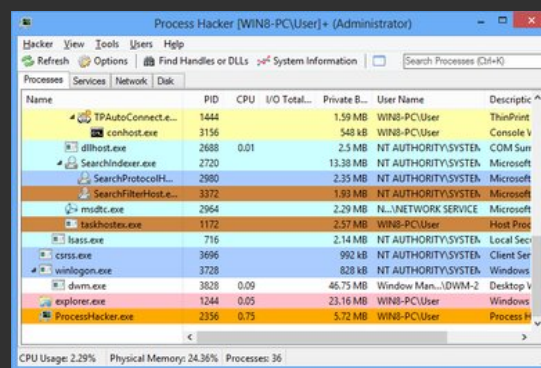 Process Hacker [WIN8-PC\User]+ (Administrator)
Hacker View Tools Users Help
Refresh Options Find Handles or DLLs System Information Search Processes (Ctrl+K)
Processes Services Network Disk
Name PID CPU I/O Total... Private B... User Name Descriptic
TPAutoConnect.e... 1444 1.59 MB WIN8-PC\User ThinPrint
conhost.exe 3156 548 kB WIN8-PC\User Console V
dllhost.exe 2688 0.01 2.5 MB NT AUTHORITY\SYSTEM COM Surr
SearchIndexer.exe 2720 13.38 MB NT AUTHORITY\SYSTEM Microsoft
SearchProtocolH... 2980 2.35 MB NT AUTHORITY\SYSTEM Microsoft
SearchFilterHost.e... 3372 1.93 MB NT AUTHORITY\SYSTEM Microsoft
msdtc.exe 2964 2.29 MB N...\NETWORK SERVICE Microsoft
taskhostex.exe 1172 2.57 MB WIN8-PC\User Host Proc
lsass.exe 716 2.14 MB NT AUTHORITY\SYSTEM Local Secu
csrss.exe 3696 992 kB NT AUTHORITY\SYSTEM Client Ser
winlogon.exe 3728 828 kB NT AUTHORITY\SYSTEM Windows
dwm.exe 3828 0.09 46.75 MB Window Man...\DWM-2 Desktop V
explorer.exe 1244 0.05 23.16 MB WIN8-PC\User Windows
ProcessHacker.exe 2356 0.75 5.72 MB WIN8-PC\User Process H
CPU Usage: 2.29% Physical Memory: 24.36% Processes: 36